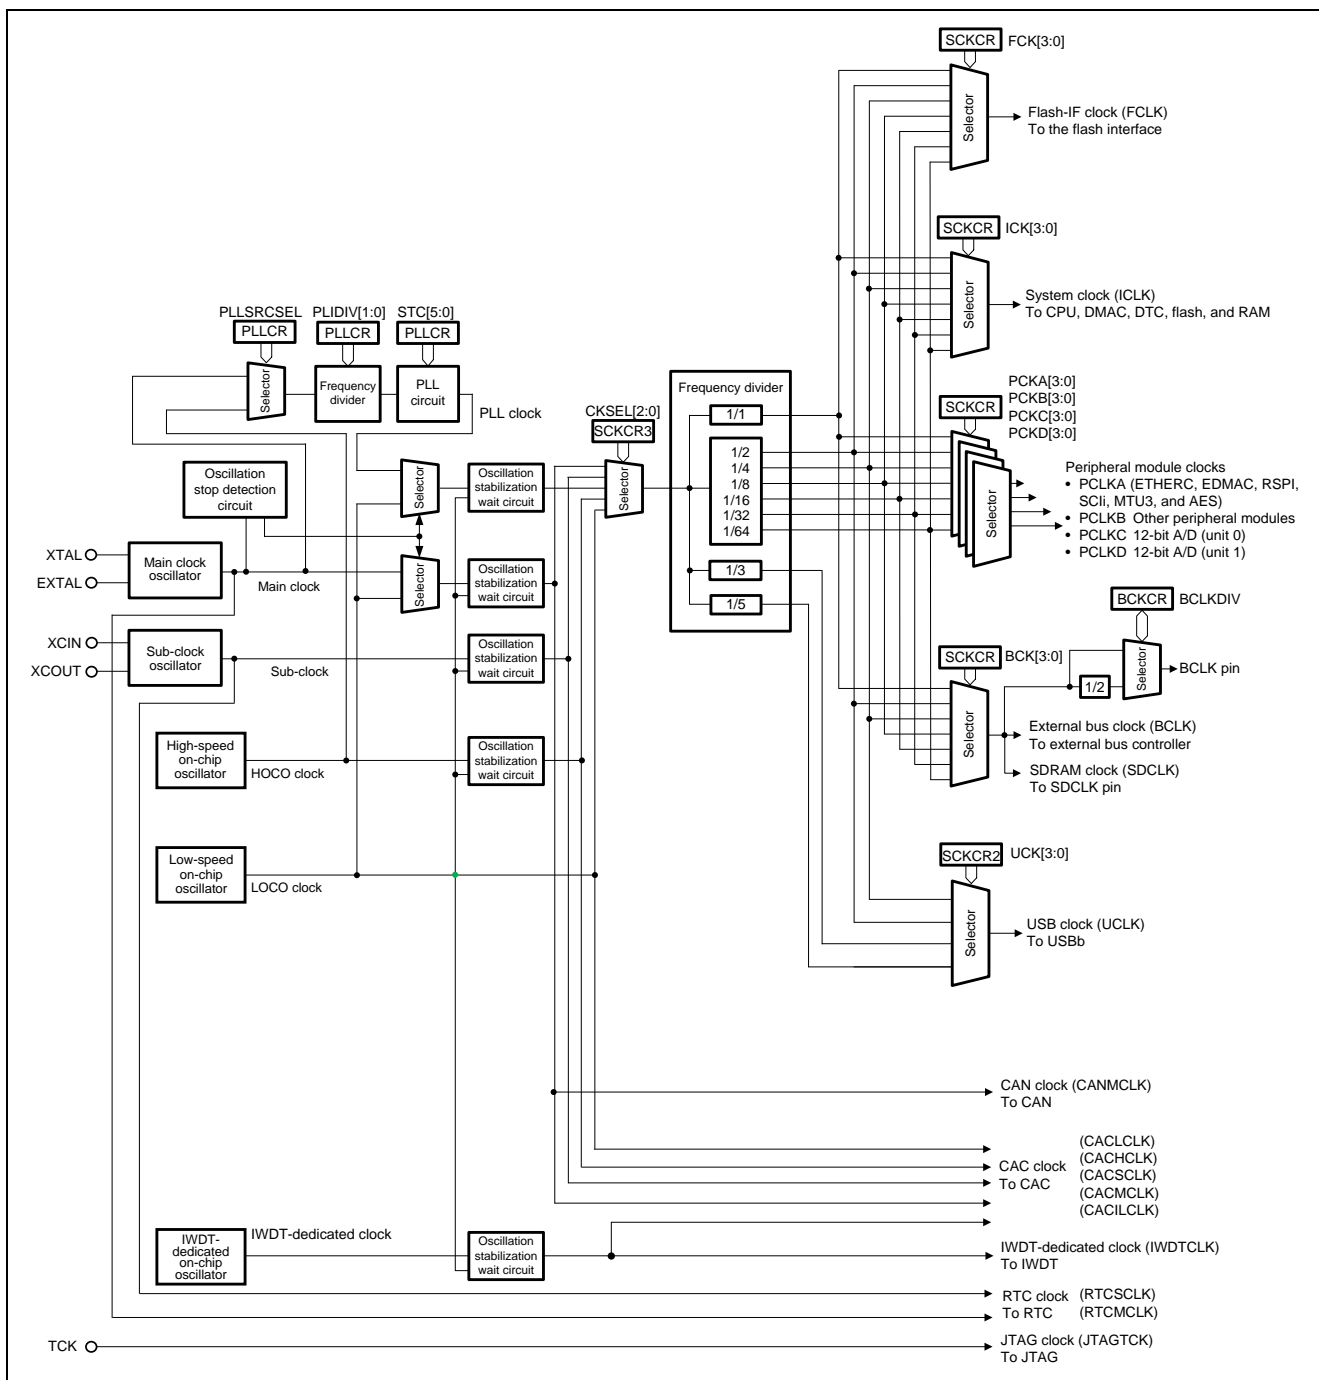 SCKCR FCK[3:0]
Selector
Flash-IF clock (FCLK)
To the flash interface
SCKCR ICK[3:0]
Selector
System clock (ICLK)
To CPU, DMAC, DTC, flash, and RAM
PLLSRCSEL PLIDIV[1:0] STC[5:0]
PLLCR PLLCR PLLCR
Selector
Frequency
divider
PLL
circuit
PLL clock
CKSEL[2:0]
SCKCR3
Selector
Frequency divider
1/1
1/2
1/4
1/8
1/16
1/32
1/64
1/3
1/5
PCKA[3:0]
PCKB[3:0]
PCKC[3:0]
PCKD[3:0]
SCKCR
Selector
Peripheral module clocks
• PCLKA (ETHERC, EDMAC, RSPI,
SCIi, MTU3, and AES)
• PCLKB Other peripheral modules
• PCLKC 12-bit A/D (unit 0)
• PCLKD 12-bit A/D (unit 1)
Oscillation
stop detection
circuit
Selector
Oscillation
stabilization
wait circuit
XTAL
EXTAL
Main clock
oscillator
Main clock
Selector
Oscillation
stabilization
wait circuit
XCIN
XCOUT
Sub-clock
oscillator
Sub-clock
Oscillation
stabilization
wait circuit
BCKCR BCLKDIV
Selector
1/2
BCLK pin
SCKCR BCK[3:0]
Selector
External bus clock (BCLK)
To external bus controller
SDRAM clock (SDCLK)
To SDCLK pin
High-speed
on-chip
oscillator
HOCO clock
Oscillation
stabilization
wait circuit
Low-speed
on-chip
oscillator
LOCO clock
SCKCR2 UCK[3:0]
Selector
USB clock (UCLK)
To USBb
CAN clock (CANMCLK)
To CAN
CAC clock
To CAC
(CACLCLK)
(CACHCLK)
(CACSCLK)
(CACMCLK)
(CACILCLK)
IWDT-
dedicated
on-chip
oscillator
IWDT-dedicated clock
Oscillation
stabilization
wait circuit
IWDT-dedicated clock (IWDTCLK)
To IWDT
RTC clock (RTCSCLK)
To RTC (RTCMCLK)
TCK
JTAG clock (JTAGTCK)
To JTAG